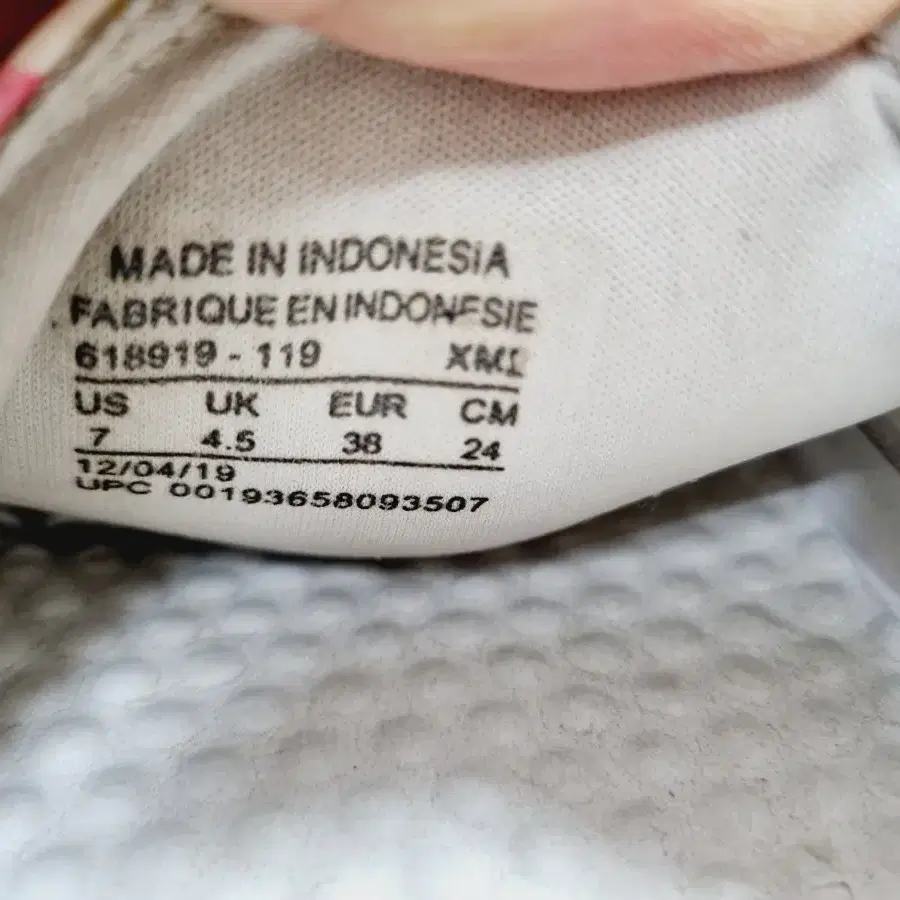 MADE IN INDONESIA
FABRIQUE EN INDONESIE
618919 - 119
US UK EUR CM
7 4.5 38 24
12/04/19
UPC 00193658093507